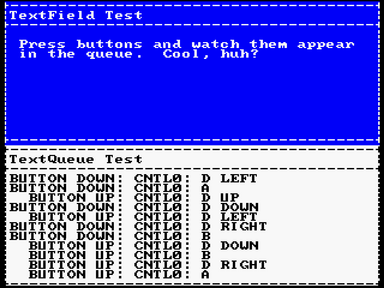 TextField Test
Press buttons and watch them appear
in the queue.  Cool, huh?
TextQueue Test
BUTTON DOWN: CNTL0: D LEFT
BUTTON DOWN: CNTL0: A
  BUTTON UP: CNTL0: D UP
BUTTON DOWN: CNTL0: D DOWN
  BUTTON UP: CNTL0: D LEFT
BUTTON DOWN: CNTL0: D RIGHT
BUTTON DOWN: CNTL0: B
  BUTTON UP: CNTL0: D DOWN
  BUTTON UP: CNTL0: B
  BUTTON UP: CNTL0: D RIGHT
  BUTTON UP: CNTL0: A